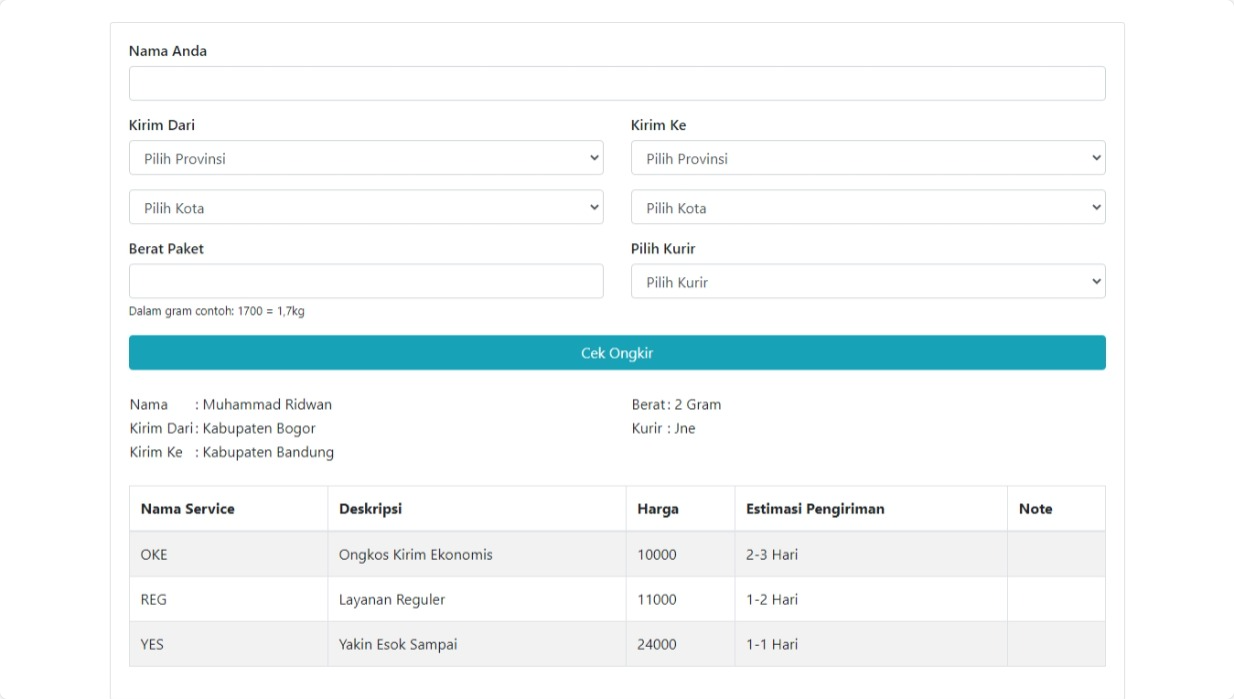 Nama Anda
Kirim Dari
Kirim Ke
Pilih Provinsi
Pilih Provinsi
Pilih Kota
Pilih Kota
Berat Paket
Pilih Kurir
Pilih Kurir
Dalam gram contoh: 1700 = 1,7kg
Cek Ongkir
Nama : Muhammad Ridwan
Berat : 2 Gram
Kirim Dari : Kabupaten Bogor
Kurir : Jne
Kirim Ke : Kabupaten Bandung
Nama Service Deskripsi Harga Estimasi Pengiriman Note
OKE Ongkos Kirim Ekonomis 10000 2-3 Hari
REG Layanan Reguler 11000 1-2 Hari
YES Yakin Esok Sampai 24000 1-1 Hari